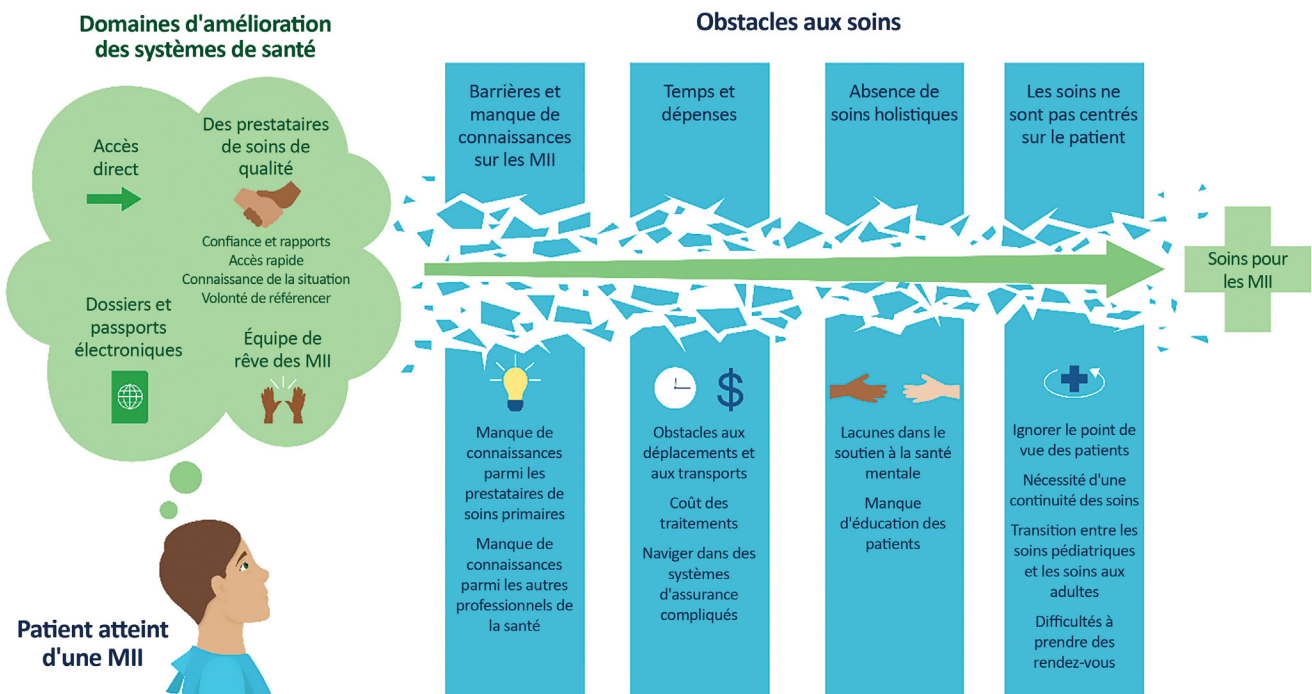 Domaines d'amélioration
des systèmes de santé
Accès
direct
Des prestataires
de soins de
qualité
Confiance et rapports
Accès rapide
Connaissance de la situation
Volonté de référencer
Dossiers et
passports
électroniques
Équipe de
rêve des MII
Patient atteint
d'une MII
Obstacles aux soins
Barrières et
manque de
connaissances
sur les MII
Manque de
connaissances
parmi les
prestataires de
soins primaires
Manque de
connaissances
parmi les autres
professionnels de
la santé
Temps et
dépenses
$
Obstacles aux
déplacements et
aux transports
Coût des
traitements
Naviger dans des
systèmes
d'assurance
compliqués
Absence de
soins holistiques
Lacunes dans le
soutien à la santé
mentale
Manque
d'éducation des
patients
Les soins ne
sont pas centrés
sur le patient
Ignorer le point de
vue des patients
Nécessité d'une
continuité des soins
Transition entre les
soins pédiatriques
et les soins aux
adultes
Difficultés à
prendre des
rendez-vous
Soins pour
les MII